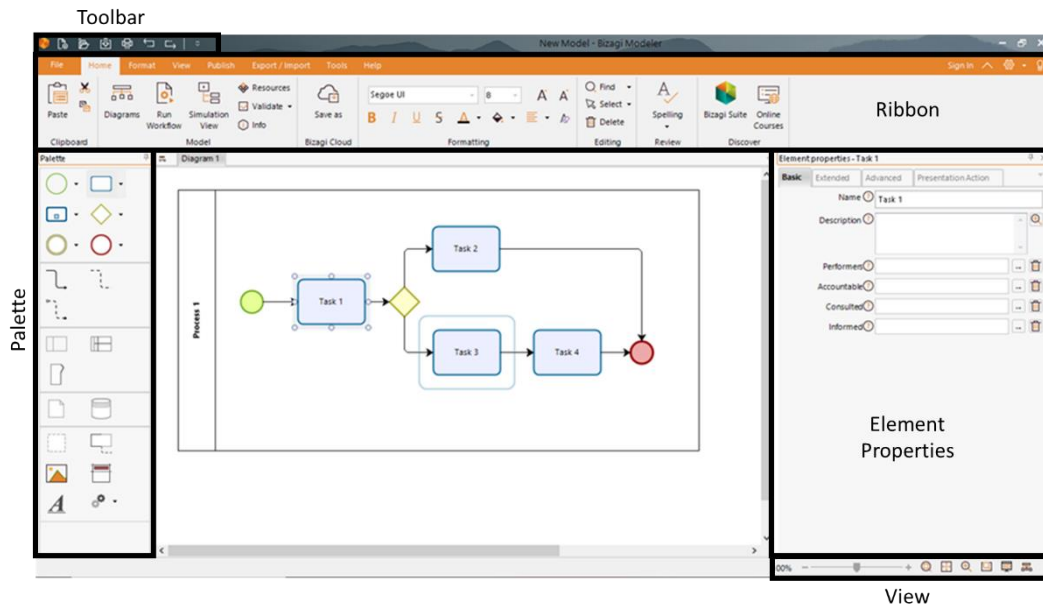 Toolbar
New Model - Bizagi Modeler
File Home Format View Publish Export / Import Tools Help Sign In
Paste Diagrams Run Workflow Simulation View Resources Validate Info Save as Segoe UI 8 B I U S A A A Find Select Delete Spelling Bizagi Suite Online Courses
Ribbon
Clipboard Model Bizagi Cloud Formatting Editing Review Discover
Palette
Palette
Diagram 1
Process 1
Task 1
Task 2
Task 3
Task 4
Element properties - Task 1
Basic Extended Advanced Presentation Action
Name Task 1
Description
Performers
Accountable
Consulted
Informed
Element
Properties
00%
View